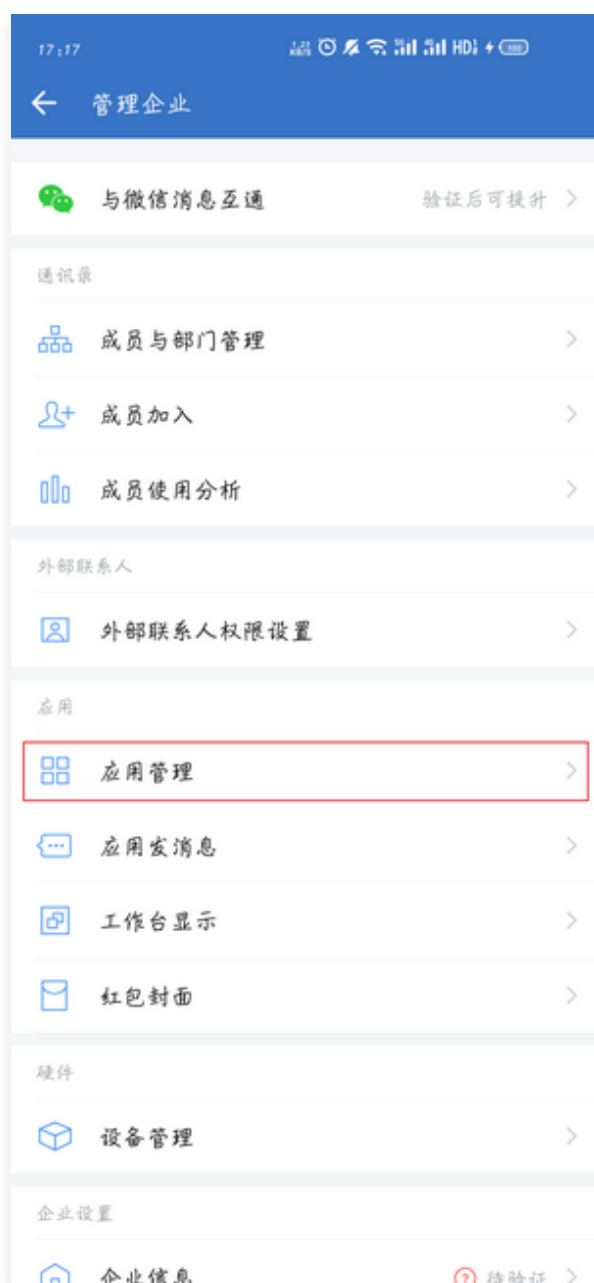 17:17 HD 100
管理企业
与微信消息互通 验证后可提升
通讯录
成员与部门管理
成员加入
成员使用分析
外部联系人
外部联系人权限设置
应用
应用管理
应用发消息
工作台显示
红包封面
硬件
设备管理
企业设置
企业信息 待验证